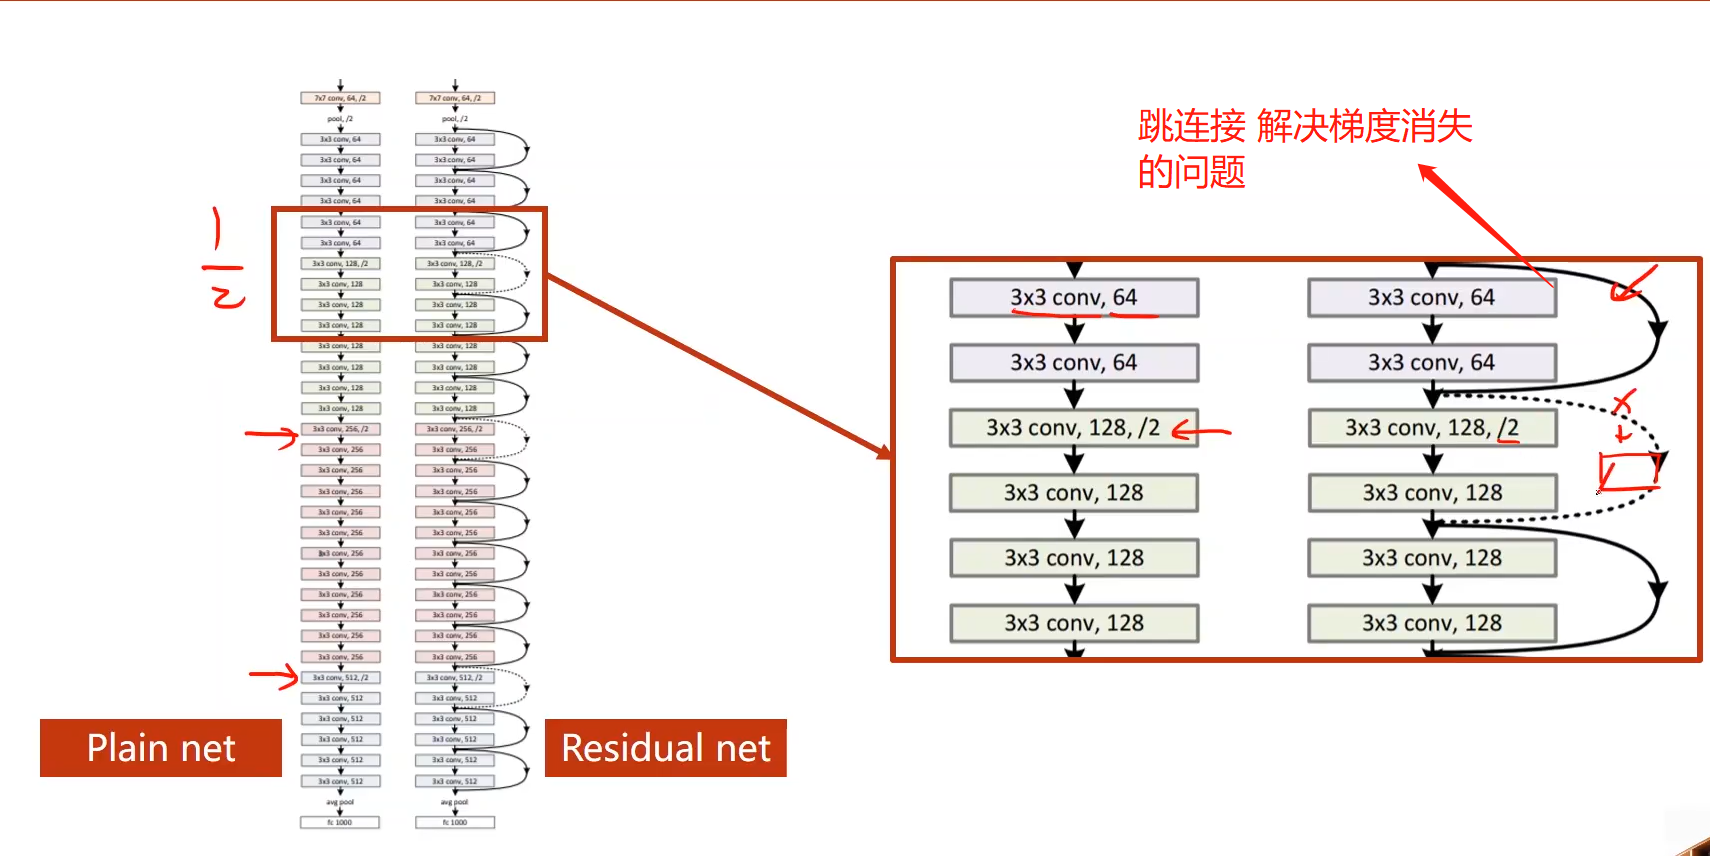 7x7 conv, 64, /2
pool, /2
3x3 conv, 64
3x3 conv, 64
3x3 conv, 64
3x3 conv, 64
3x3 conv, 64
3x3 conv, 64
3x3 conv, 128, /2
3x3 conv, 128
3x3 conv, 128
3x3 conv, 128
3x3 conv, 128
3x3 conv, 128
3x3 conv, 128
3x3 conv, 128
3x3 conv, 256, /2
3x3 conv, 256
3x3 conv, 256
3x3 conv, 256
3x3 conv, 256
3x3 conv, 256
3x3 conv, 256
3x3 conv, 256
3x3 conv, 256
3x3 conv, 256
3x3 conv, 256
3x3 conv, 256
3x3 conv, 512, /2
3x3 conv, 512
3x3 conv, 512
3x3 conv, 512
3x3 conv, 512
3x3 conv, 512
avg pool
fc 1000
7x7 conv, 64, /2
pool, /2
3x3 conv, 64
3x3 conv, 64
3x3 conv, 64
3x3 conv, 64
3x3 conv, 64
3x3 conv, 64
3x3 conv, 128, /2
3x3 conv, 128
3x3 conv, 128
3x3 conv, 128
3x3 conv, 128
3x3 conv, 128
3x3 conv, 128
3x3 conv, 128
3x3 conv, 256, /2
3x3 conv, 256
3x3 conv, 256
3x3 conv, 256
3x3 conv, 256
3x3 conv, 256
3x3 conv, 256
3x3 conv, 256
3x3 conv, 256
3x3 conv, 256
3x3 conv, 256
3x3 conv, 256
3x3 conv, 512, /2
3x3 conv, 512
3x3 conv, 512
3x3 conv, 512
3x3 conv, 512
3x3 conv, 512
avg pool
fc 1000
1
2
Plain net
Residual net
跳连接 解决梯度消失
的问题
3x3 conv, 64
3x3 conv, 64
3x3 conv, 128, /2
3x3 conv, 128
3x3 conv, 128
3x3 conv, 128
3x3 conv, 64
3x3 conv, 64
3x3 conv, 128, /2
3x3 conv, 128
3x3 conv, 128
3x3 conv, 128